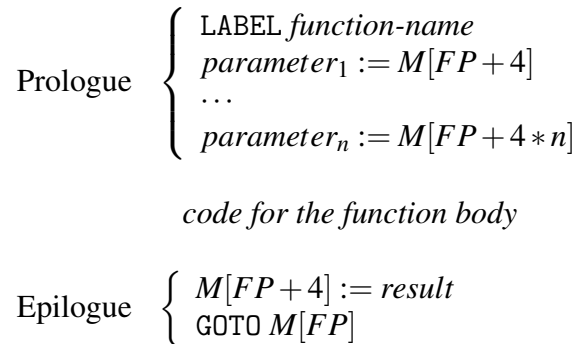 LABEL function-name
Prologue parameter₁ := M[FP+4]
...
parameterₙ := M[FP+4∗n]
code for the function body
Epilogue M[FP+4] := result
GOTO M[FP]